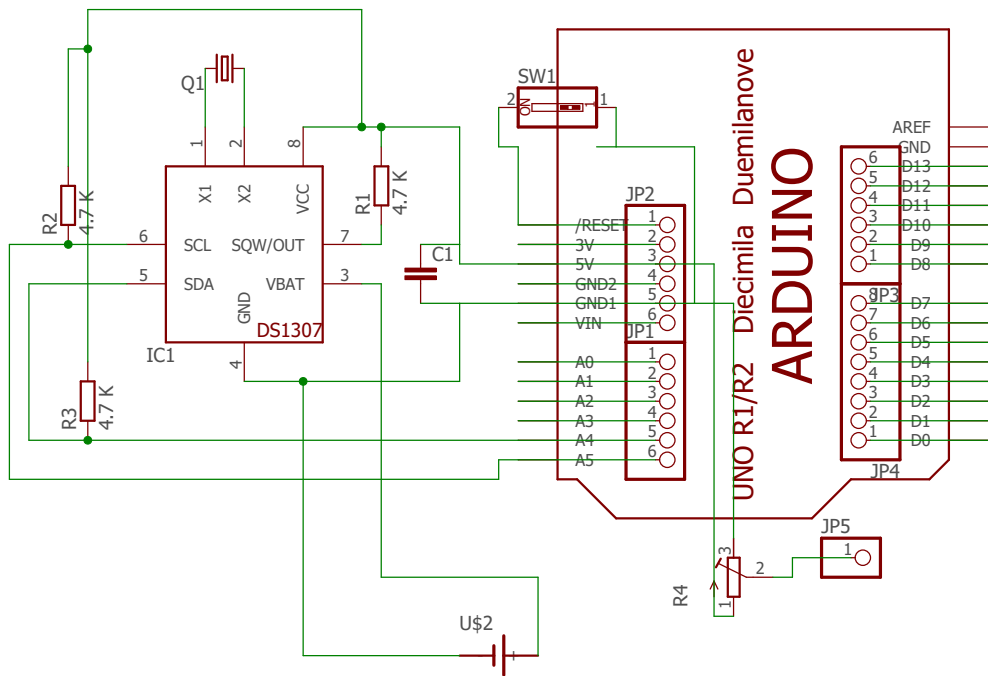 SW1
2
ON
1
1
Q1
1
2
8
X1
X2
VCC
R1
4.7 K
R2
4.7 K
6
SCL
SQW/OUT
7
5
SDA
VBAT
3
GND
DS1307
IC1
4
C1
R3
4.7 K
U$2
+
JP2
/RESET
1
3V
2
5V
3
GND2
4
GND1
5
VIN
6
JP1
A0
1
A1
2
A2
3
A3
4
A4
5
A5
6
UNO R1/R2 Diecimila Duemilanove
ARDUINO
AREF
GND
6
D13
5
D12
4
D11
3
D10
2
D9
1
D8
JP3
8
D7
7
D6
6
D5
5
D4
4
D3
3
D2
2
D1
1
D0
JP4
JP5
1
R4
3
2
1